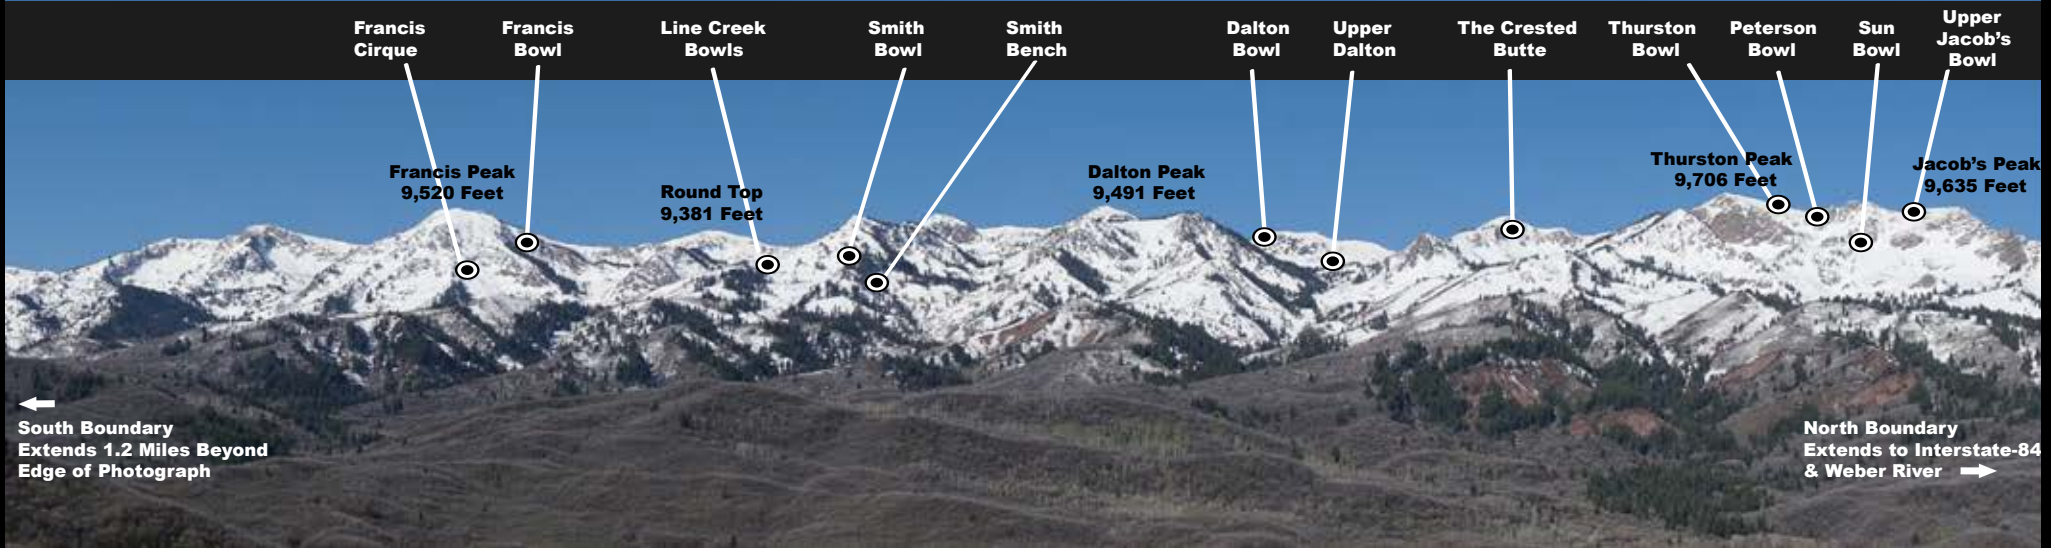 Francis
Cirque
Francis
Bowl
Line Creek
Bowls
Smith
Bowl
Smith
Bench
Dalton
Bowl
Upper
Dalton
The Crested
Butte
Thurston
Bowl
Peterson
Bowl
Sun
Bowl
Upper
Jacob's
Bowl
Francis Peak
9,520 Feet
Round Top
9,381 Feet
Dalton Peak
9,491 Feet
Thurston Peak
9,706 Feet
Jacob's Peak
9,635 Feet
South Boundary
Extends 1.2 Miles Beyond
Edge of Photograph
North Boundary
Extends to Interstate-84
& Weber River